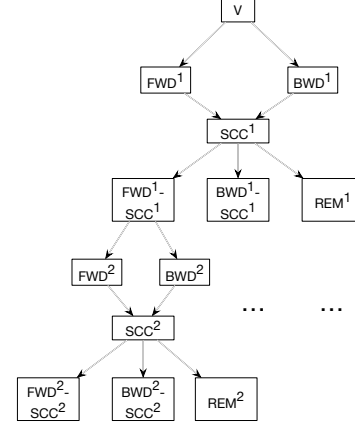 V
FWD¹ BWD¹
SCC¹
FWD¹- BWD¹- REM¹
SCC¹ SCC¹
FWD² BWD²
... ...
SCC²
FWD²- BWD²- REM²
SCC² SCC²